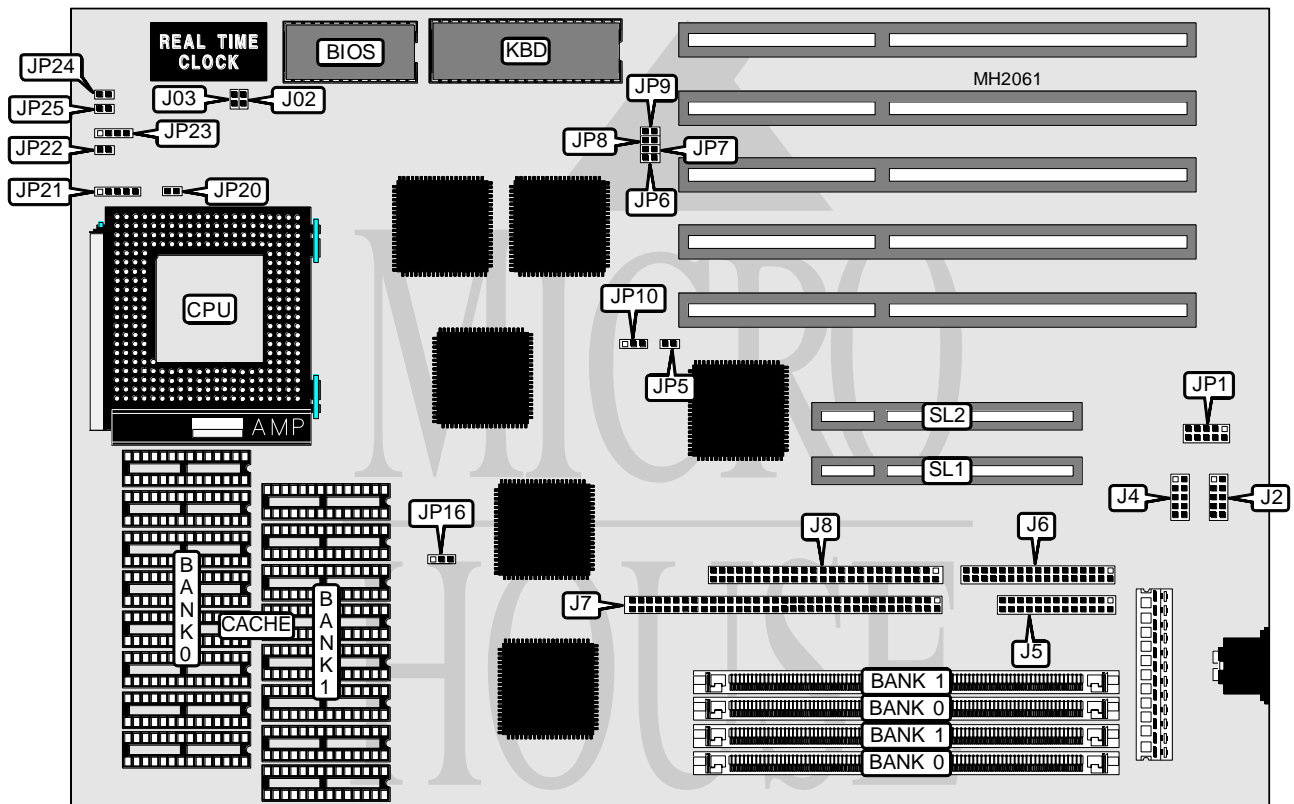 REAL TIME
CLOCK
BIOS
KBD
MH2061
JP24
JP25
J03
J02
JP23
JP22
JP21
JP20
JP9
JP8
JP7
JP6
CPU
JP10
JP5
AMP
SL2
SL1
JP1
J4
J2
JP16
J8
J6
J7
J5
BANK 0
CACHE
BANK 1
BANK 1
BANK 0
BANK 1
BANK 0
MICRO
HOUSE